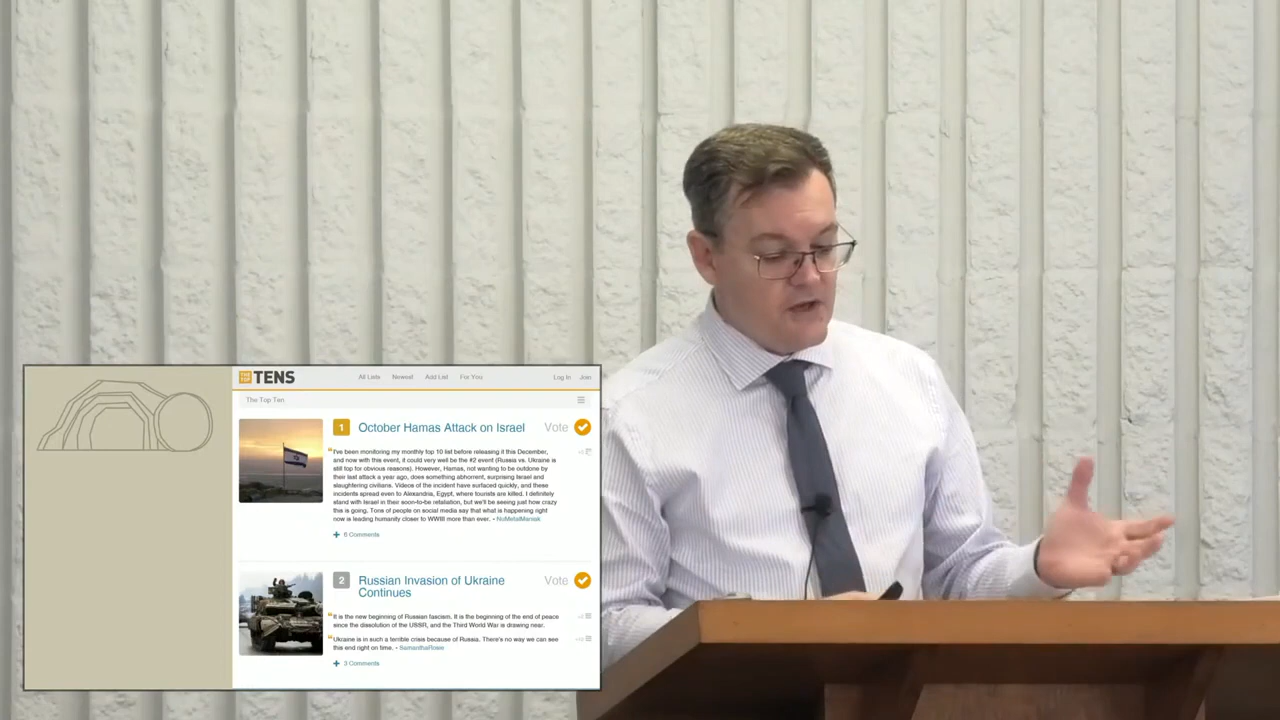 THE TOP TENS
All Lists Newest Add List For You Log In Join
The Top Ten
1 October Hamas Attack on Israel Vote
I've been monitoring my monthly top 10 list before releasing it this December,
and now with this event, it could very well be the #2 event (Russia vs. Ukraine is
still top for obvious reasons). However, Hamas, not wanting to be outdone by
their last attack a year ago, does something abhorrent, surprising Israel and
slaughtering civilians. Videos of the incident have surfaced quickly, and these
incidents spread even to Alexandria, Egypt, where tourists are killed. I definitely
stand with Israel in their soon-to-be retaliation, but we'll be seeing just how crazy
this is going. Tons of people on social media say that what is happening right
now is leading humanity closer to WWIII more than ever. - NuMetalManiak
+ 6 Comments
2 Russian Invasion of Ukraine Vote
Continues
It is the new beginning of Russian fascism. It is the beginning of the end of peace
since the dissolution of the USSR, and the Third World War is drawing near.
Ukraine is in such a terrible crisis because of Russia. There's no way we can see
this end right on time. - SamanthaRosie
+ 3 Comments